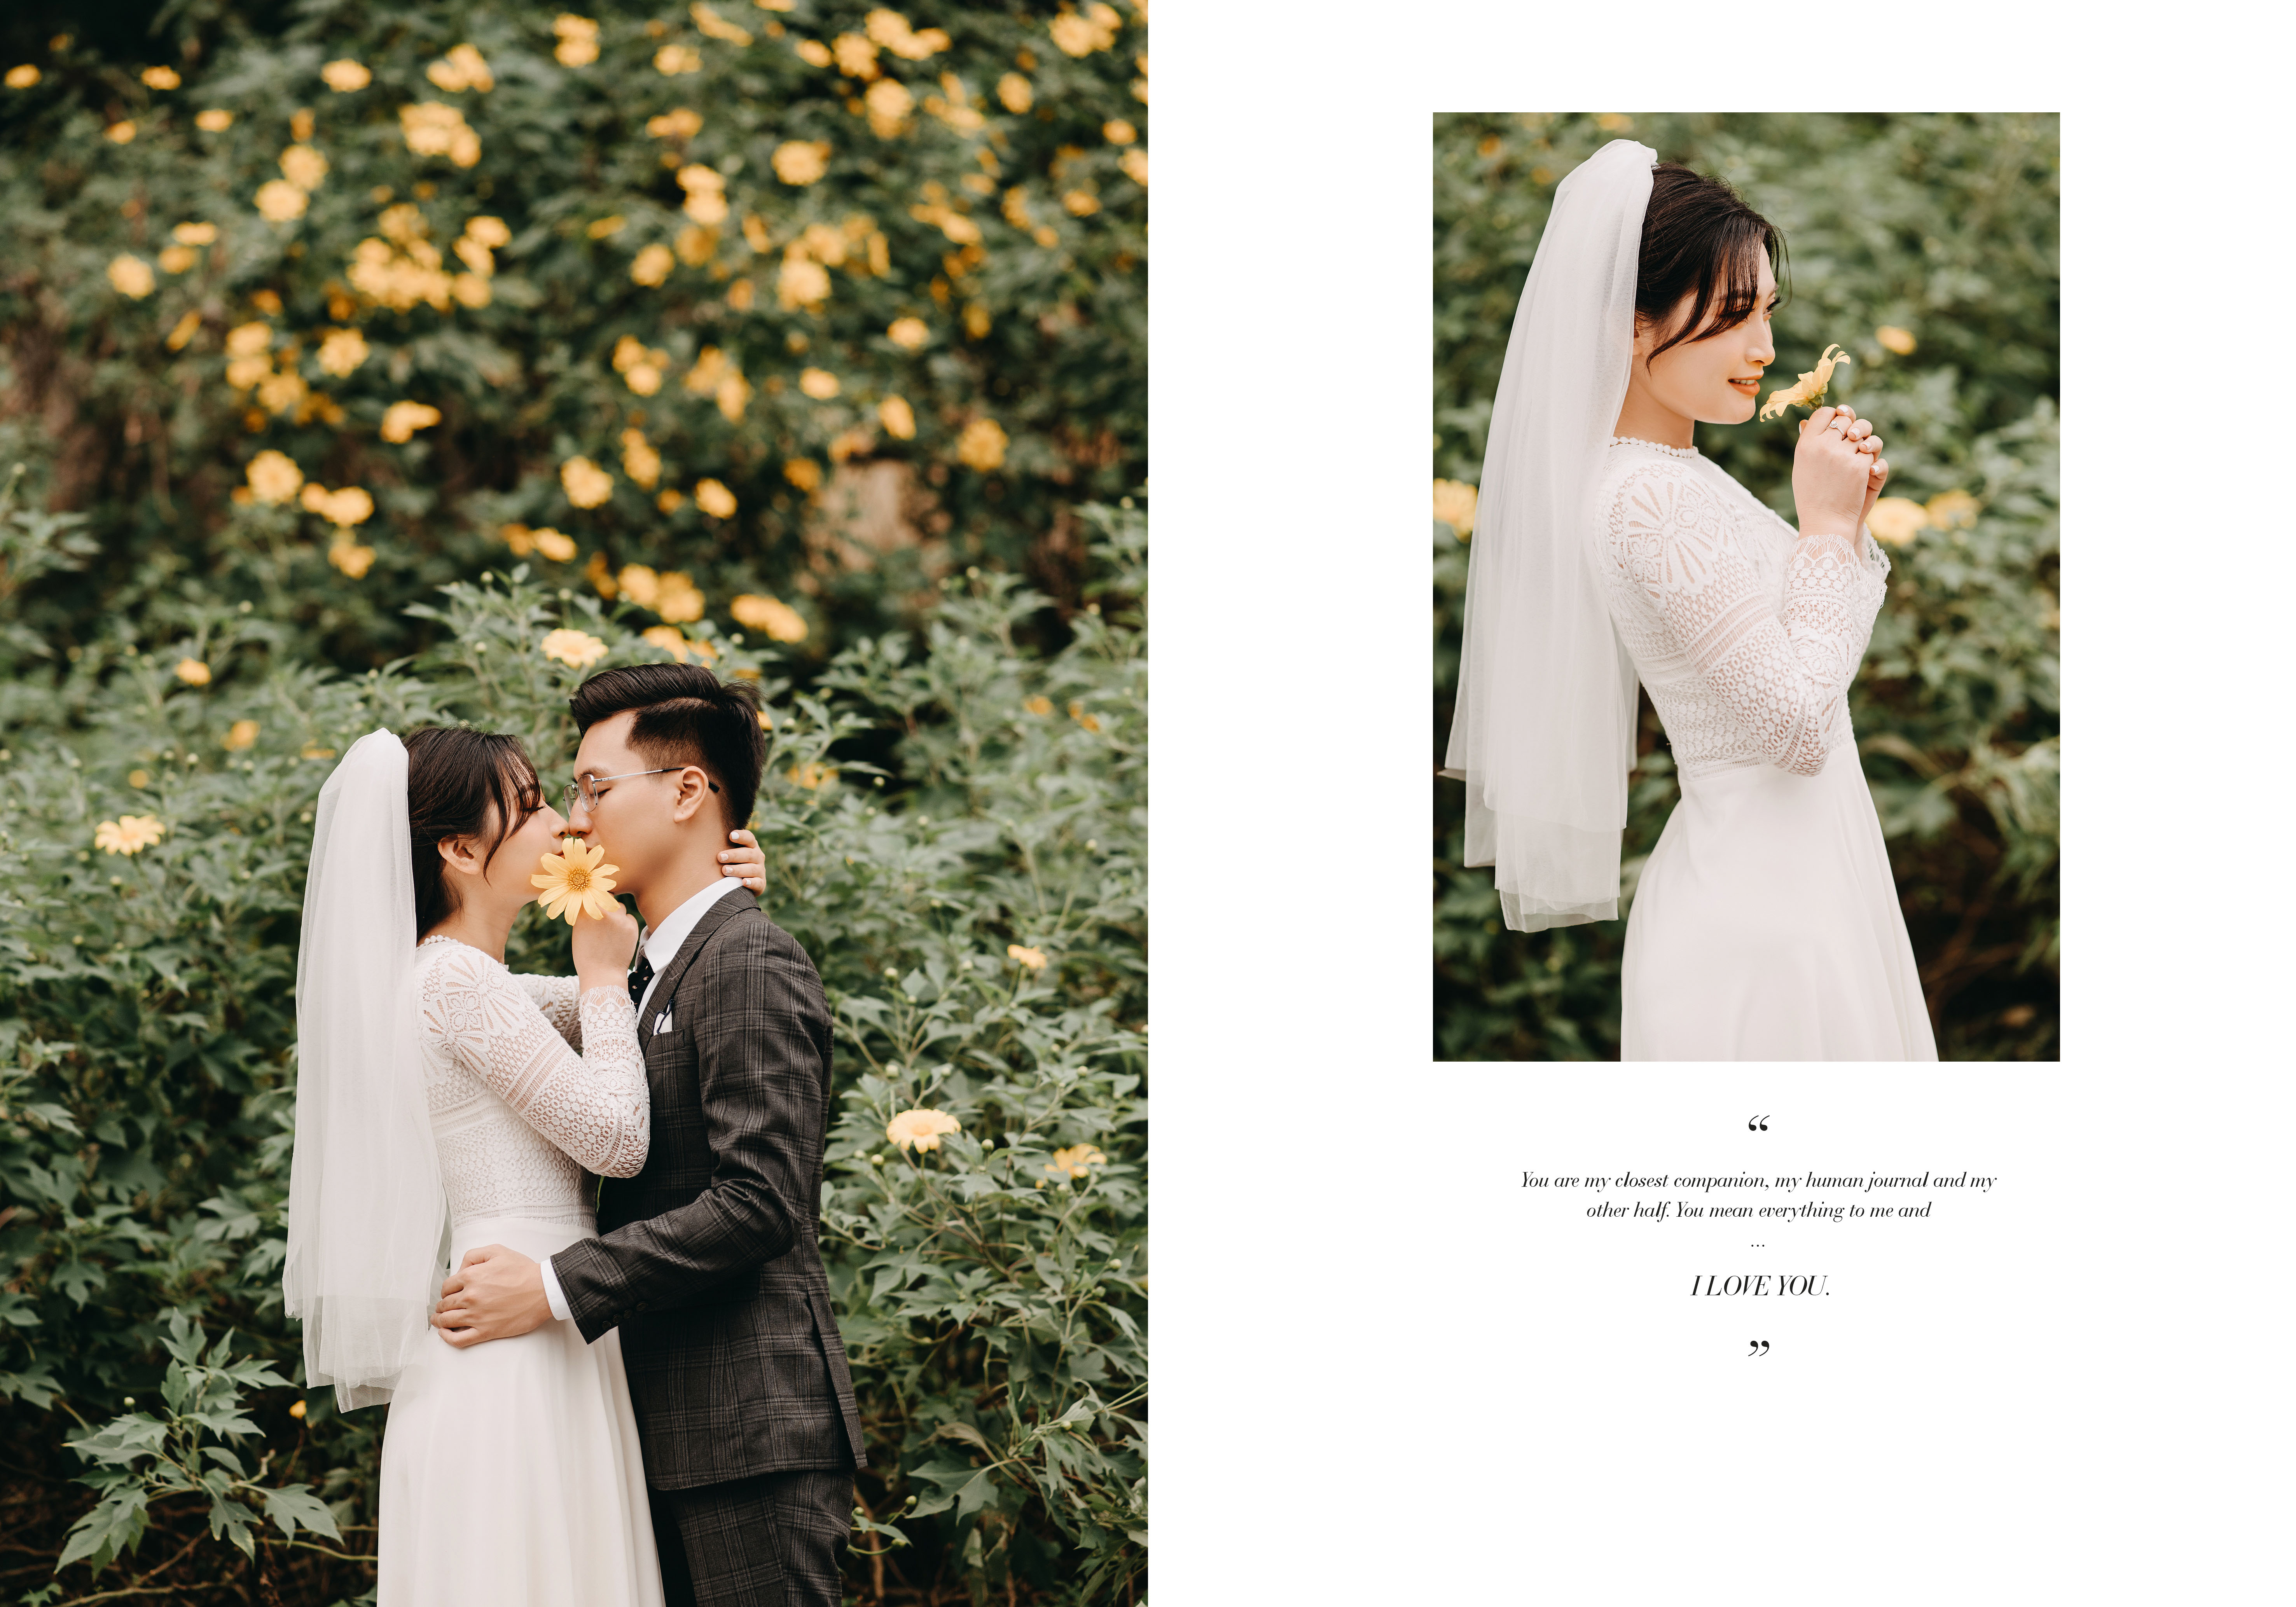 “
You are my closest companion, my human journal and my
other half. You mean everything to me and
...
I LOVE YOU.
”